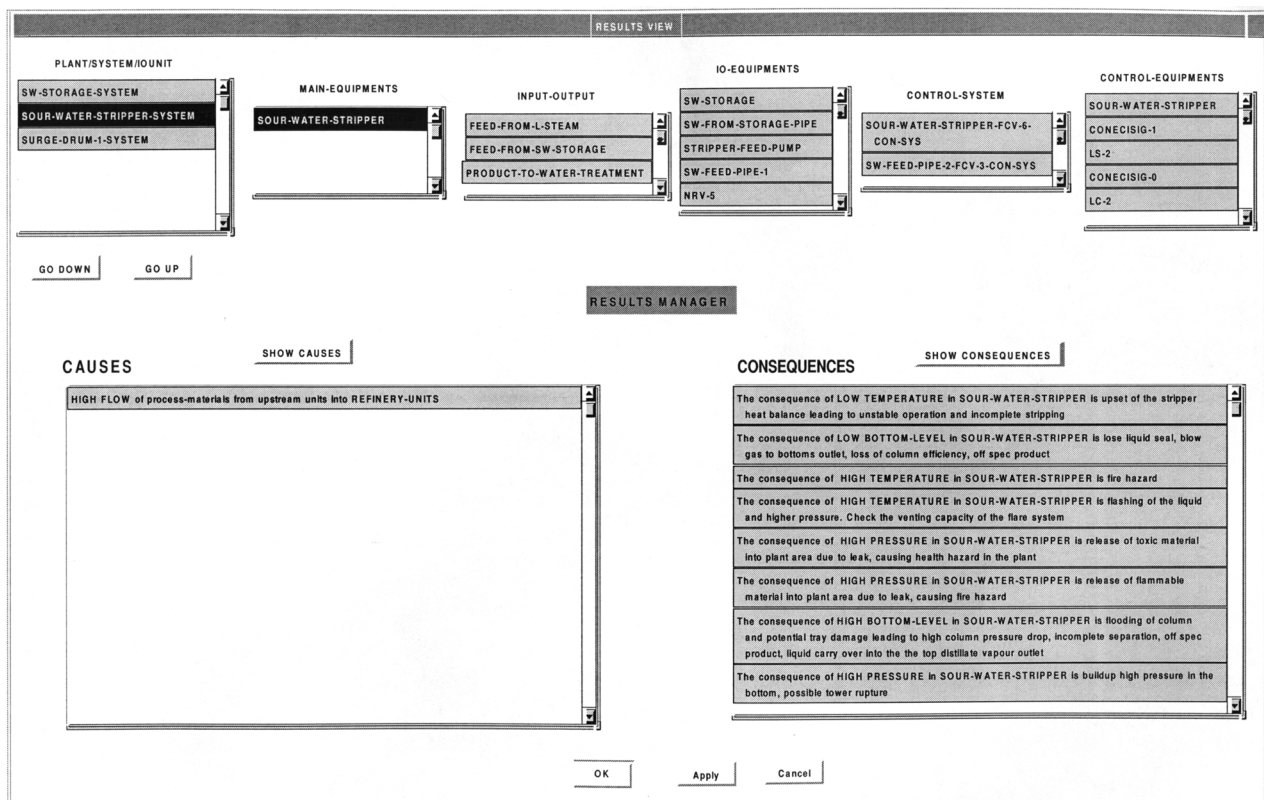 RESULTS VIEW
PLANT/SYSTEM/IOUNIT
SW-STORAGE-SYSTEM
SOUR-WATER-STRIPPER-SYSTEM
SURGE-DRUM-1-SYSTEM
MAIN-EQUIPMENTS
SOUR-WATER-STRIPPER
INPUT-OUTPUT
FEED-FROM-L-STEAM
FEED-FROM-SW-STORAGE
PRODUCT-TO-WATER-TREATMENT
IO-EQUIPMENTS
SW-STORAGE
SW-FROM-STORAGE-PIPE
STRIPPER-FEED-PUMP
SW-FEED-PIPE-1
NRV-5
CONTROL-SYSTEM
SOUR-WATER-STRIPPER-FCV-6-
CON-SYS
SW-FEED-PIPE-2-FCV-3-CON-SYS
CONTROL-EQUIPMENTS
SOUR-WATER-STRIPPER
CONECISIG-1
LS-2
CONECISIG-0
LC-2
GO DOWN
GO UP
RESULTS MANAGER
CAUSES
SHOW CAUSES
HIGH FLOW of process-materials from upstream units into REFINERY-UNITS
CONSEQUENCES
SHOW CONSEQUENCES
The consequence of LOW TEMPERATURE in SOUR-WATER-STRIPPER is upset of the stripper
heat balance leading to unstable operation and incomplete stripping
The consequence of LOW BOTTOM-LEVEL in SOUR-WATER-STRIPPER is lose liquid seal, blow
gas to bottoms outlet, loss of column efficiency, off spec product
The consequence of HIGH TEMPERATURE in SOUR-WATER-STRIPPER is fire hazard
The consequence of HIGH TEMPERATURE in SOUR-WATER-STRIPPER is flashing of the liquid
and higher pressure. Check the venting capacity of the flare system
The consequence of HIGH PRESSURE in SOUR-WATER-STRIPPER is release of toxic material
into plant area due to leak, causing health hazard in the plant
The consequence of HIGH PRESSURE in SOUR-WATER-STRIPPER is release of flammable
material into plant area due to leak, causing fire hazard
The consequence of HIGH BOTTOM-LEVEL in SOUR-WATER-STRIPPER is flooding of column
and potential tray damage leading to high column pressure drop, incomplete separation, off spec
product, liquid carry over into the the top distillate vapour outlet
The consequence of HIGH PRESSURE in SOUR-WATER-STRIPPER is buildup high pressure in the
bottom, possible tower rupture
OK
Apply
Cancel